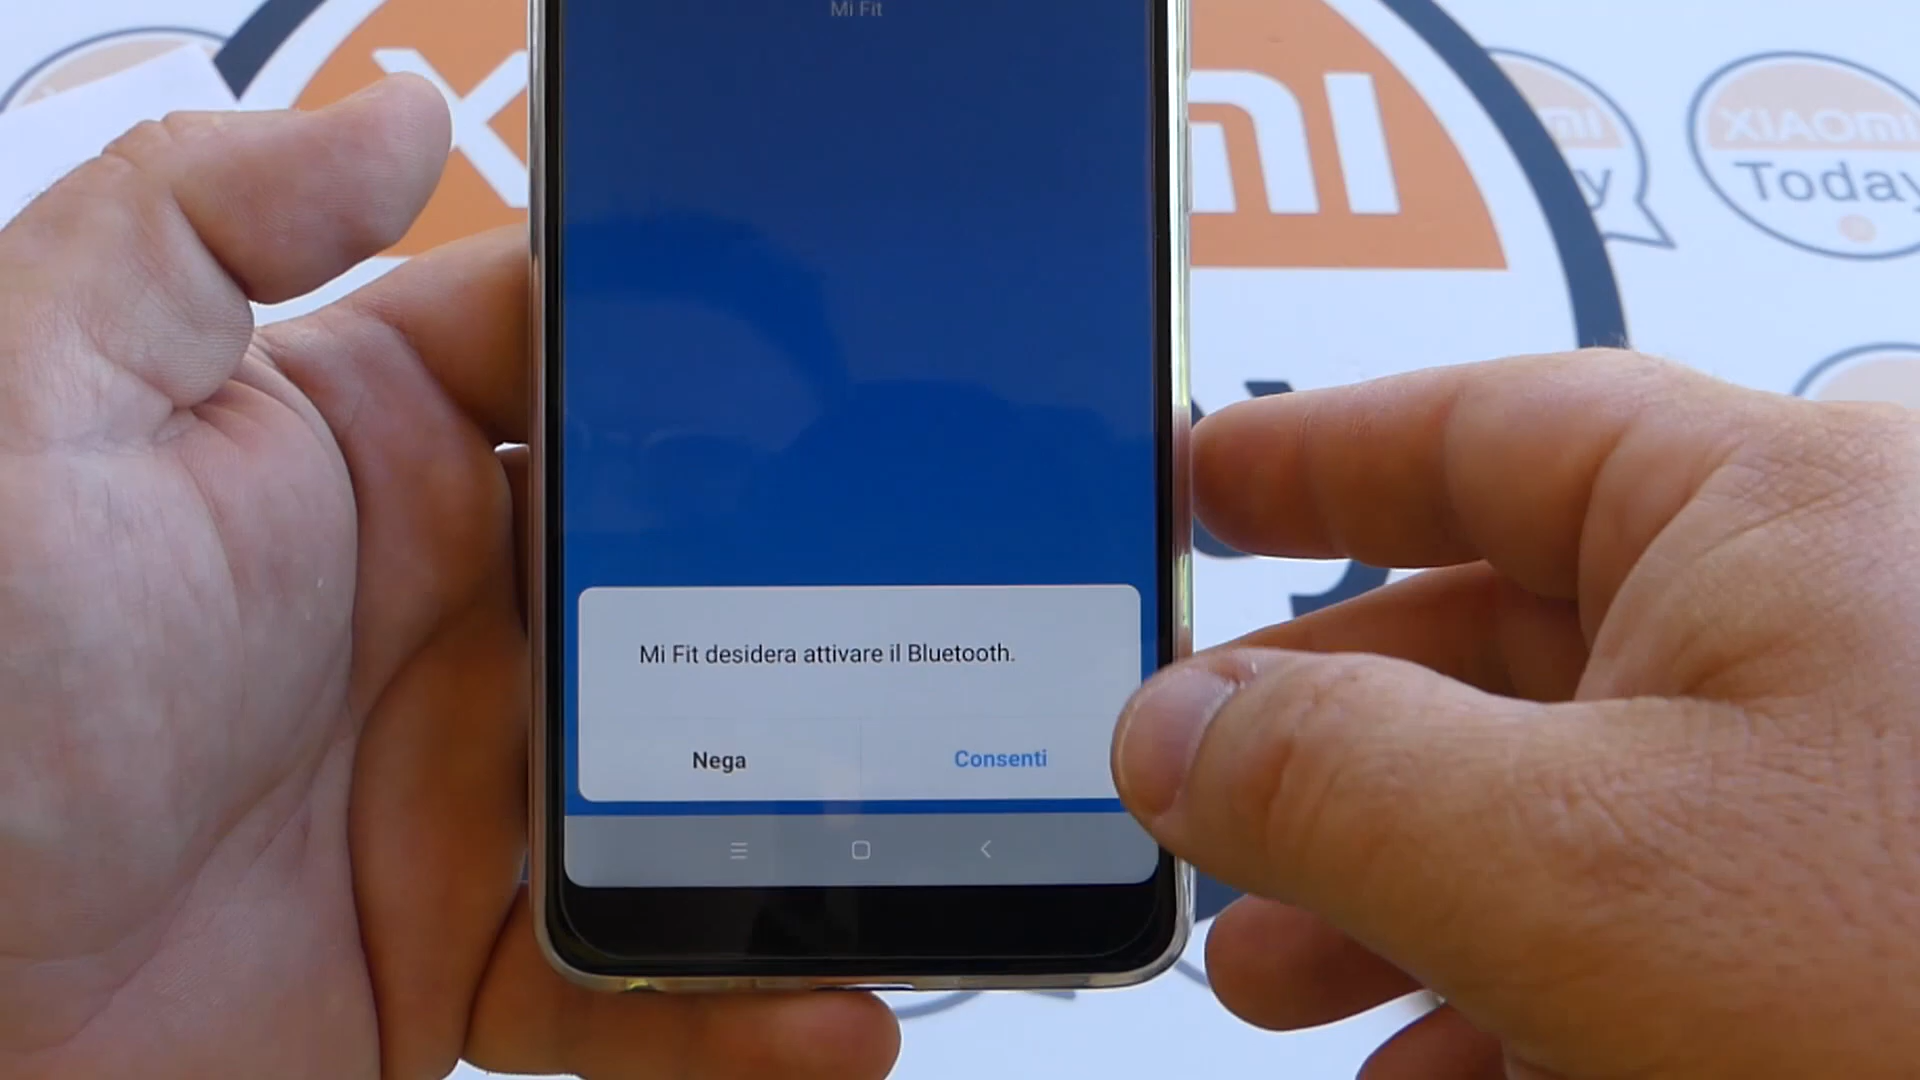 Mi Fit
XIAOMI
Today
Mi Fit desidera attivare il Bluetooth.
Nega
Consenti